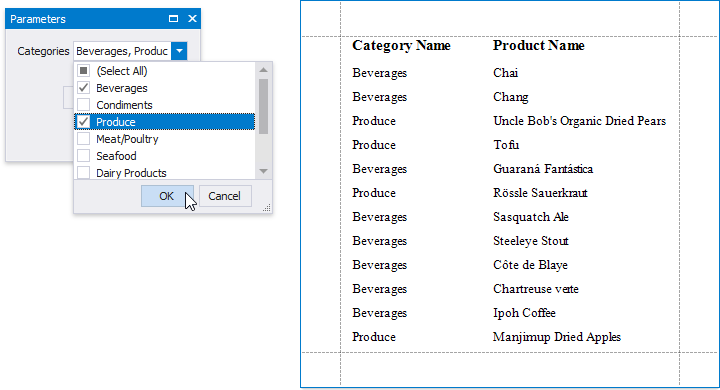 Parameters
Categories Beverages, Produc
(Select All)
Beverages
Condiments
Produce
Meat/Poultry
Seafood
Dairy Products
OK Cancel
Category Name Product Name
Beverages Chai
Beverages Chang
Produce Uncle Bob's Organic Dried Pears
Produce Tofu
Beverages Guaraná Fantástica
Produce Rössle Sauerkraut
Beverages Sasquatch Ale
Beverages Steeleye Stout
Beverages Côte de Blaye
Beverages Chartreuse verte
Beverages Ipoh Coffee
Produce Manjimup Dried Apples